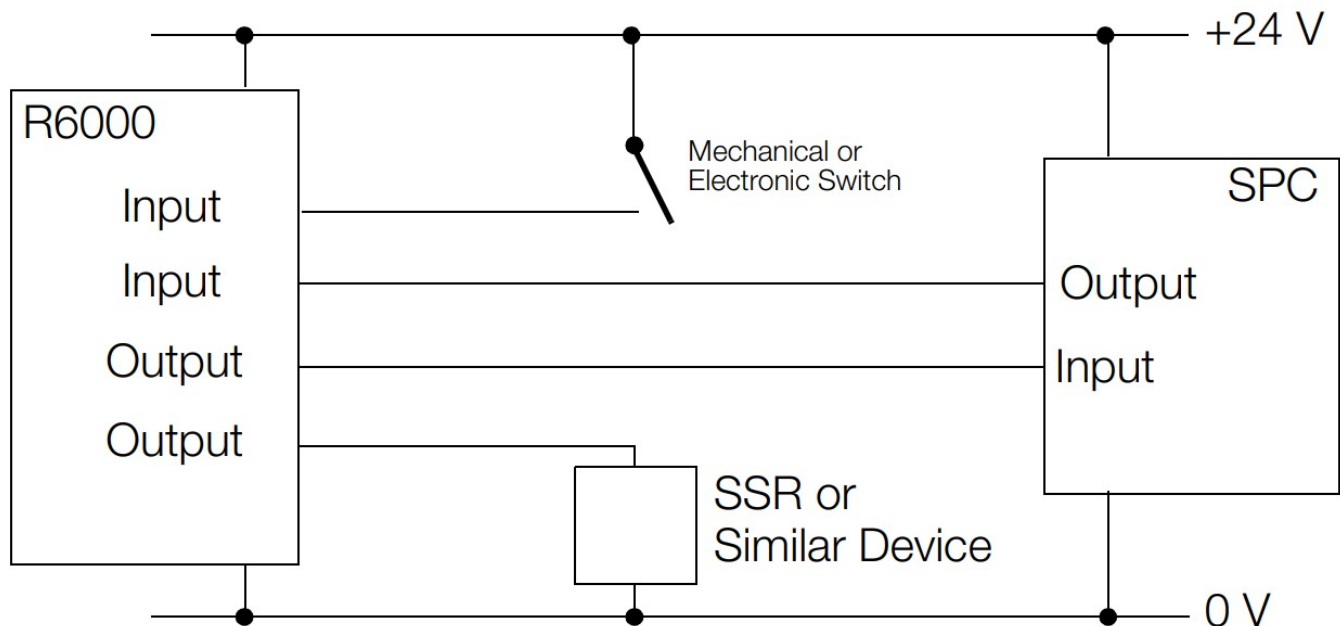 +24 V
R6000
Mechanical or
Electronic Switch
SPC
Input
Input
Output
Output
Output
Input
SSR or
Similar Device
0 V